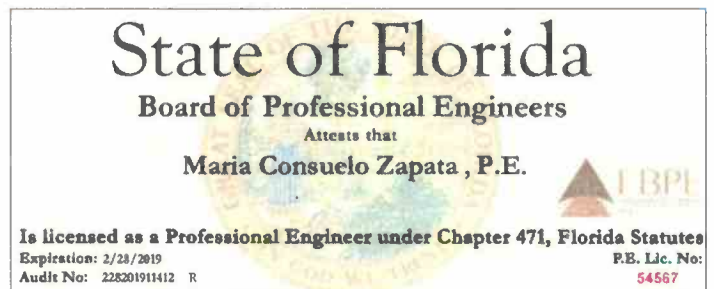 State of Florida
Board of Professional Engineers
Attests that
Maria Consuelo Zapata , P.E.
FBPE
Is licensed as a Professional Engineer under Chapter 471, Florida Statutes
Expiration: 2/28/2019
P.E. Lic. No:
Audit No: 228201911412 R
54567